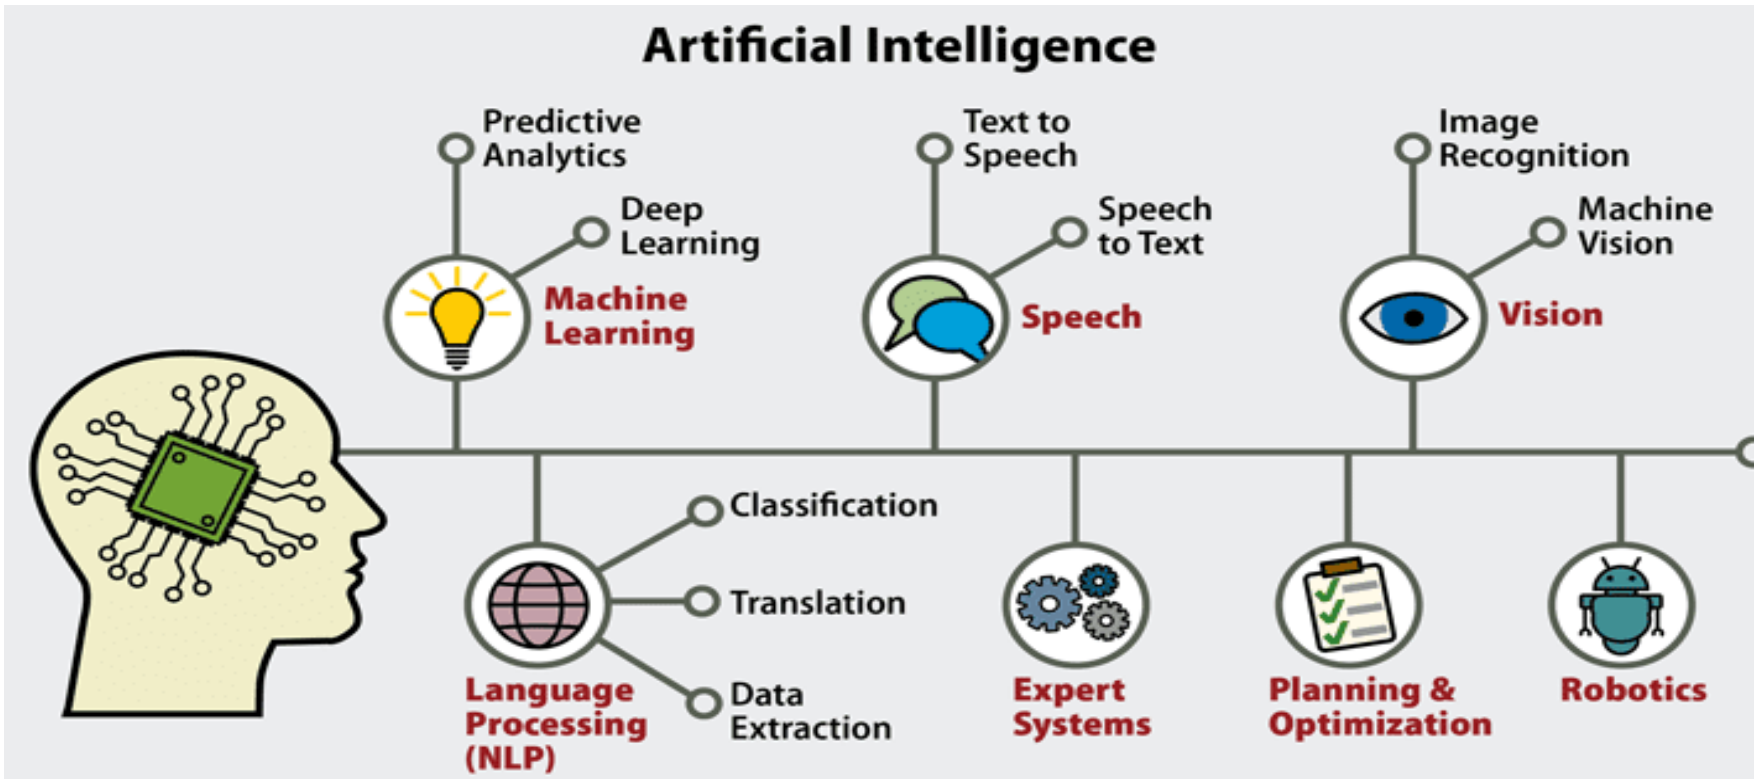 Artificial Intelligence
Predictive
Analytics
Deep
Learning
Machine
Learning
Text to
Speech
Speech
to Text
Speech
Image
Recognition
Machine
Vision
Vision
Classification
Translation
Data
Extraction
Language
Processing
(NLP)
Expert
Systems
Planning &
Optimization
Robotics